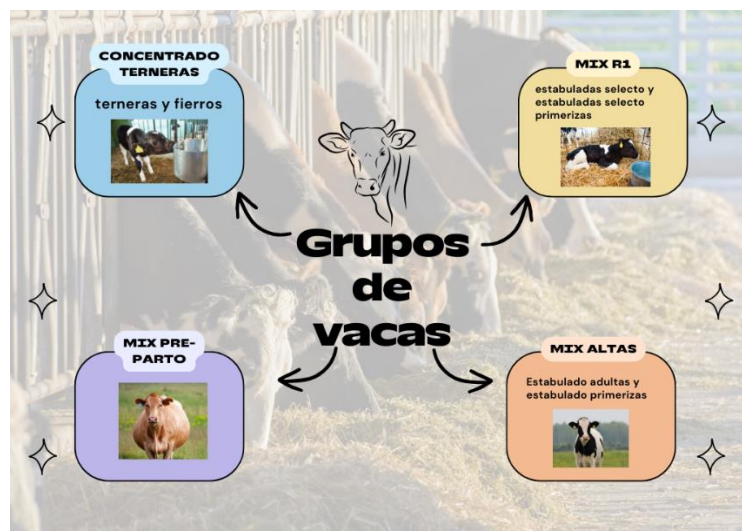 CONCENTRADO
TERNERAS
terneras y fierros
MIX R1
estabuladas selecto y
estabuladas selecto
primerizas
Grupos
de
vacas
MIX PRE-
PARTO
MIX ALTAS
Estabulado adultas y
estabulado primerizas